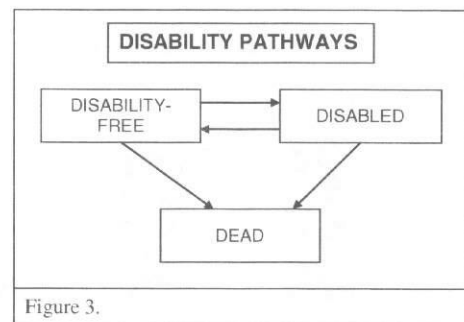 DISABILITY PATHWAYS
DISABILITY-
FREE
DISABLED
DEAD
Figure 3.